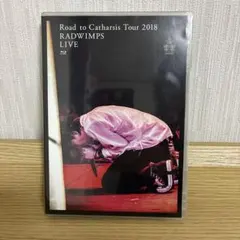 Road to Catharsis Tour 2018
RADWIMPS
LIVE